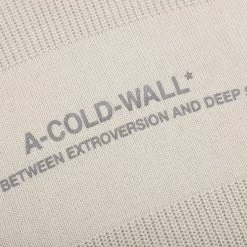 A-COLD-WALL*
BETWEEN EXTROVERSION AND DEEP